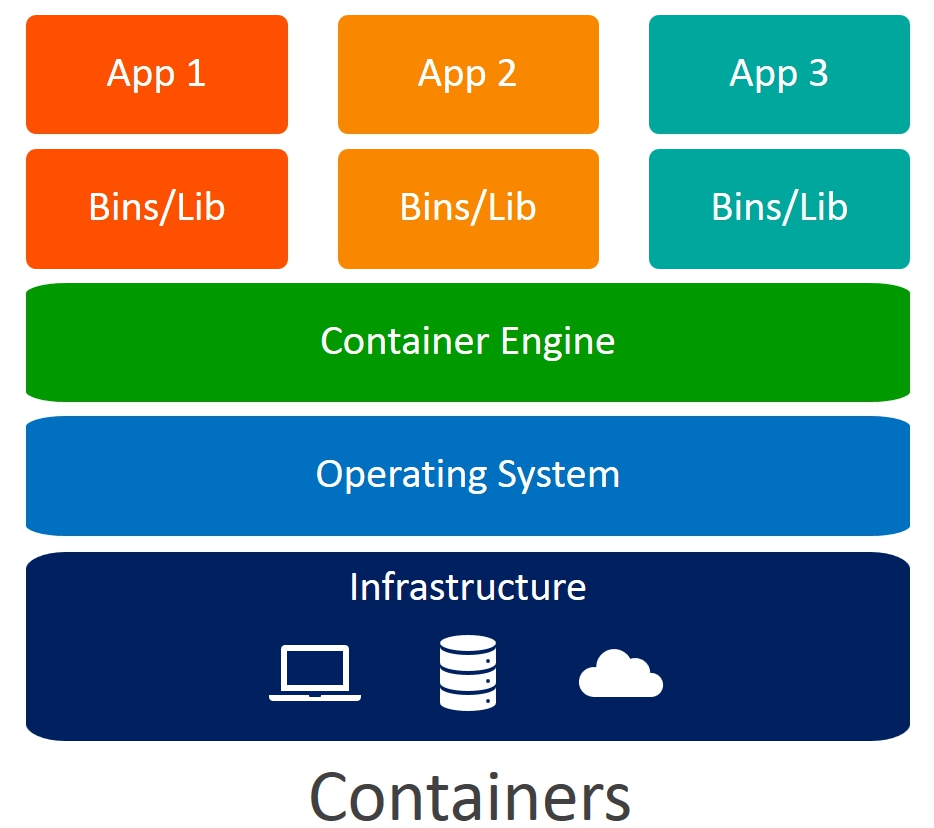 App 1
App 2
App 3
Bins/Lib
Bins/Lib
Bins/Lib
Container Engine
Operating System
Infrastructure
Containers